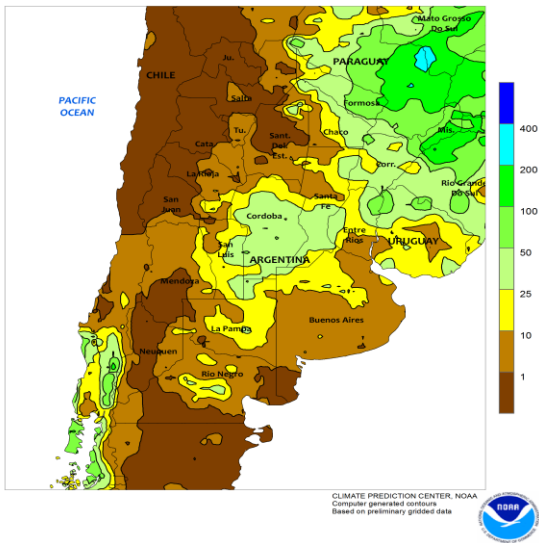 Mato Grosso
Do Sul
PARAGUAY
Ju.
CHILE
PACIFIC
OCEAN
Salta
Formosa
400
Tu.
Chaco
Mis.
Sant.
Del
Est.
Cata.
Corr.
200
La Rioja
Rio Grande
Do Sul
San
Juan
Santa
Fe
100
Cordoba
Entre
Rios
URUGUAY
San
Luis
50
ARGENTINA
Mendoza
25
Buenos Aires
La Pampa
10
Neuquen
Rio Negro
1
CLIMATE PREDICTION CENTER, NOAA
Computer generated contours
Based on preliminary gridded data
NOAA